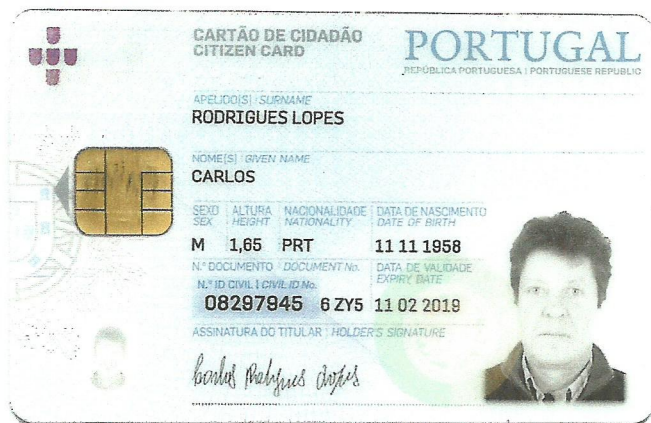 CARTÃO DE CIDADÃO
CITIZEN CARD
PORTUGAL
REPÚBLICA PORTUGUESA | PORTUGUESE REPUBLIC
APELIDO(S) | SURNAME
RODRIGUES LOPES
NOME(S) | GIVEN NAME
CARLOS
SEXO ALTURA NACIONALIDADE DATA DE NASCIMENTO
SEX HEIGHT NATIONALITY DATE OF BIRTH
M 1,65 PRT 11 11 1958
N.º DOCUMENTO | DOCUMENT No. DATA DE VALIDADE
EXPIRY DATE
N.º ID CIVIL | CIVIL ID No.
08297945 6 ZY5 11 02 2019
ASSINATURA DO TITULAR | HOLDER'S SIGNATURE
Carlos Rodrigues Lopes